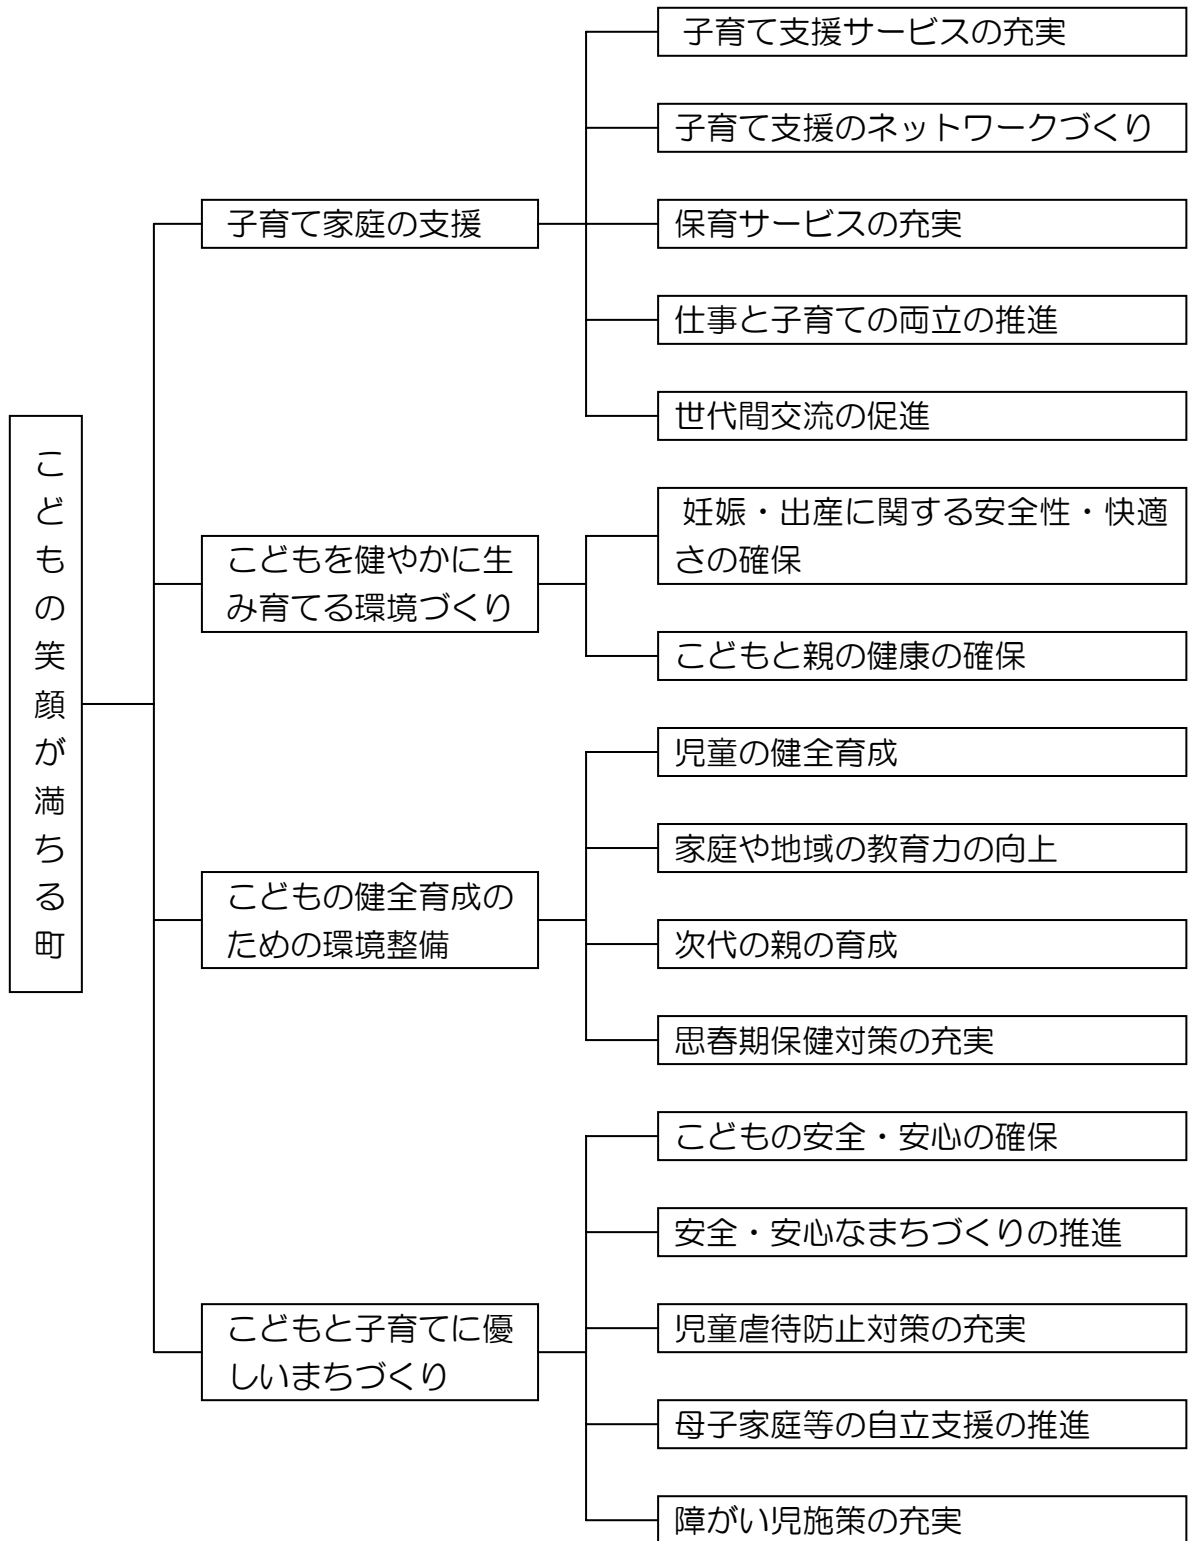 こどもの笑顔が満ちる町
子育て家庭の支援
子育て支援サービスの充実
子育て支援のネットワークづくり
保育サービスの充実
仕事と子育ての両立の推進
世代間交流の促進
こどもを健やかに生
み育てる環境づくり
妊娠・出産に関する安全性・快適
さの確保
こどもと親の健康の確保
こどもの健全育成の
ための環境整備
児童の健全育成
家庭や地域の教育力の向上
次代の親の育成
思春期保健対策の充実
こどもと子育てに優
しいまちづくり
こどもの安全・安心の確保
安全・安心なまちづくりの推進
児童虐待防止対策の充実
母子家庭等の自立支援の推進
障がい児施策の充実